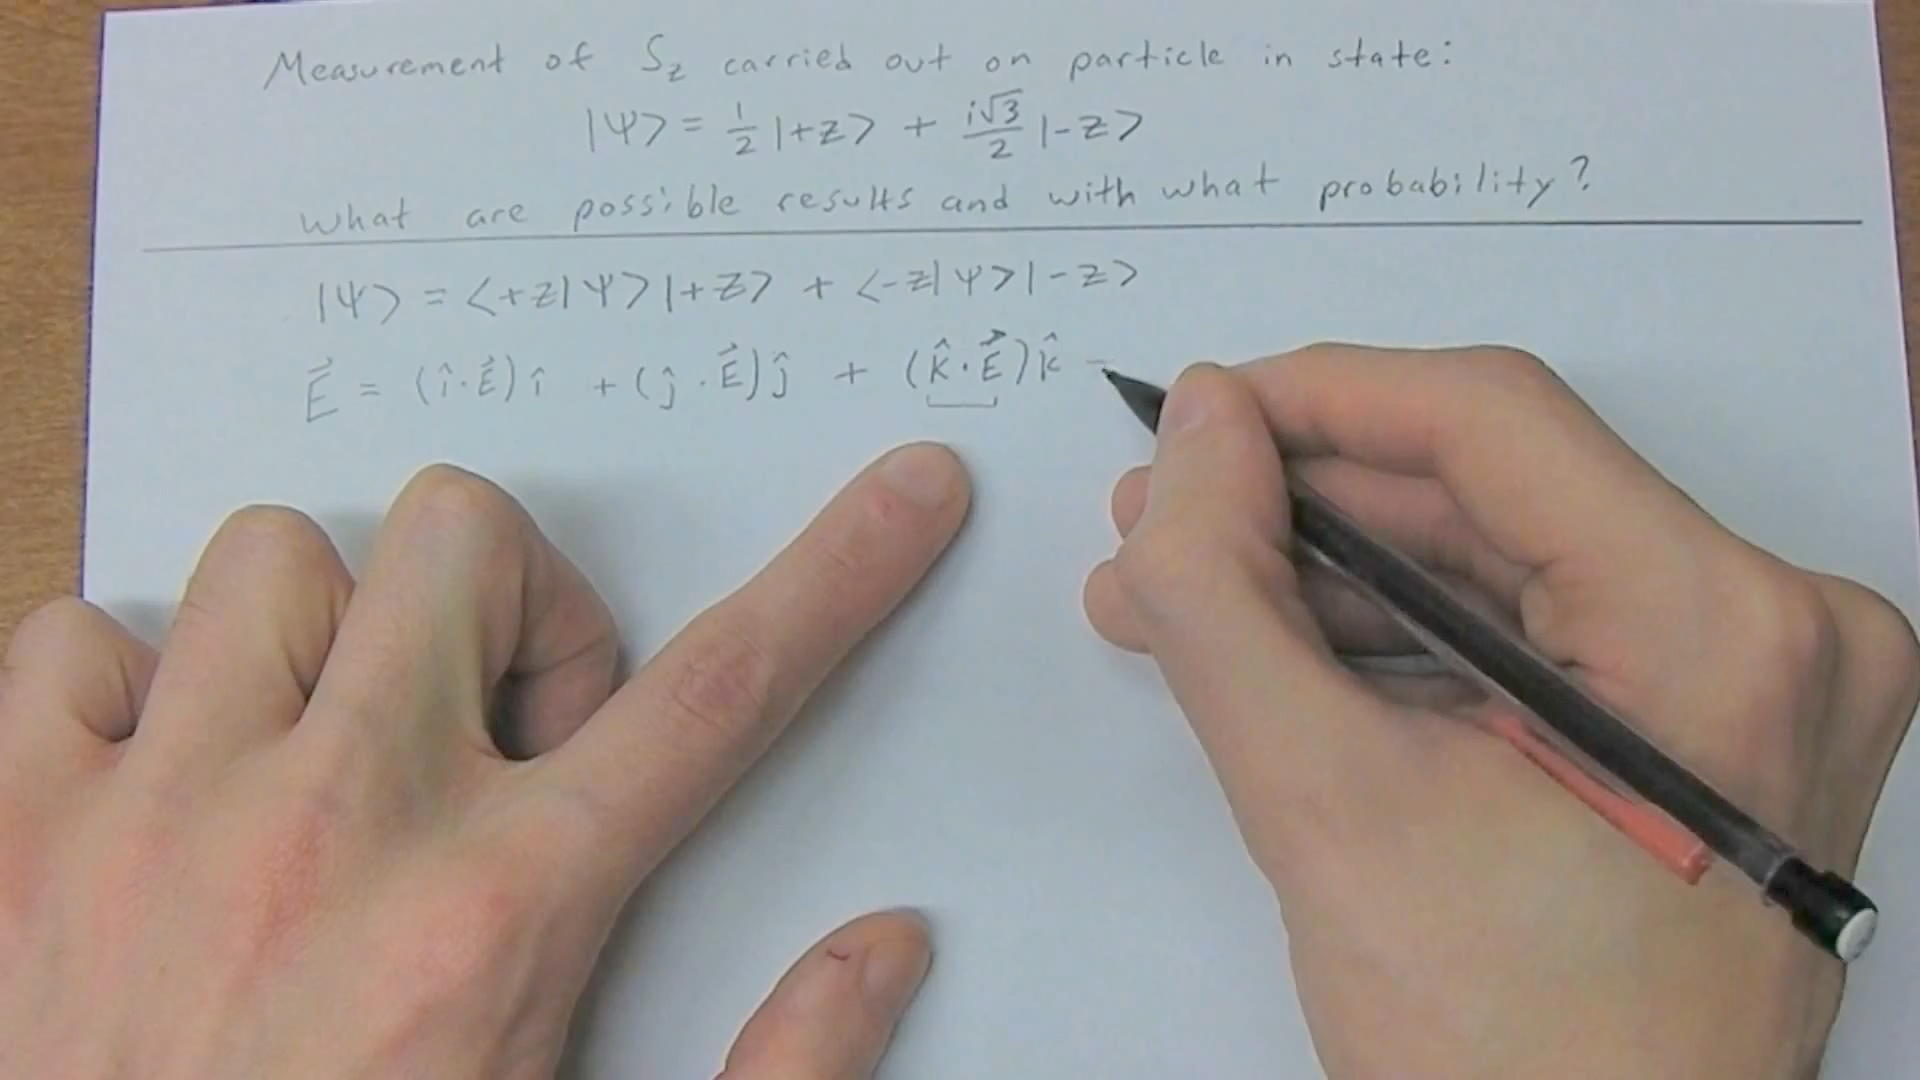 Measurement of S_z carried out on particle in state:
|Ψ> = 1/2 |+z> + i√3/2 |-z>
what are possible results and with what probability?
|Ψ> = <+z|Ψ>|+z> + <-z|Ψ>|-z>
E⃗ = (î·E⃗)î + (ĵ·E⃗)ĵ + (k̂·E⃗)k̂